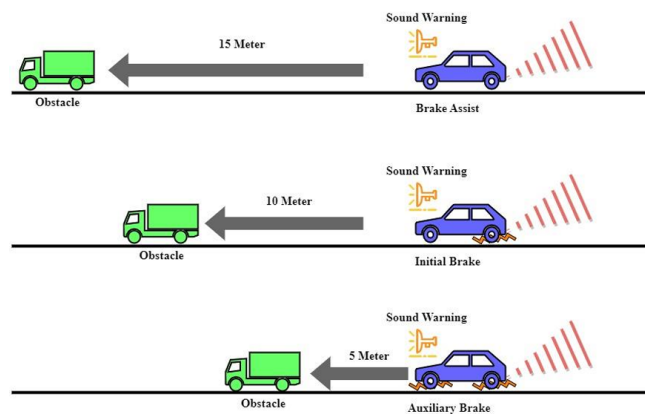 Sound Warning
15 Meter
Obstacle
Brake Assist
Sound Warning
10 Meter
Obstacle
Initial Brake
Sound Warning
5 Meter
Obstacle
Auxiliary Brake